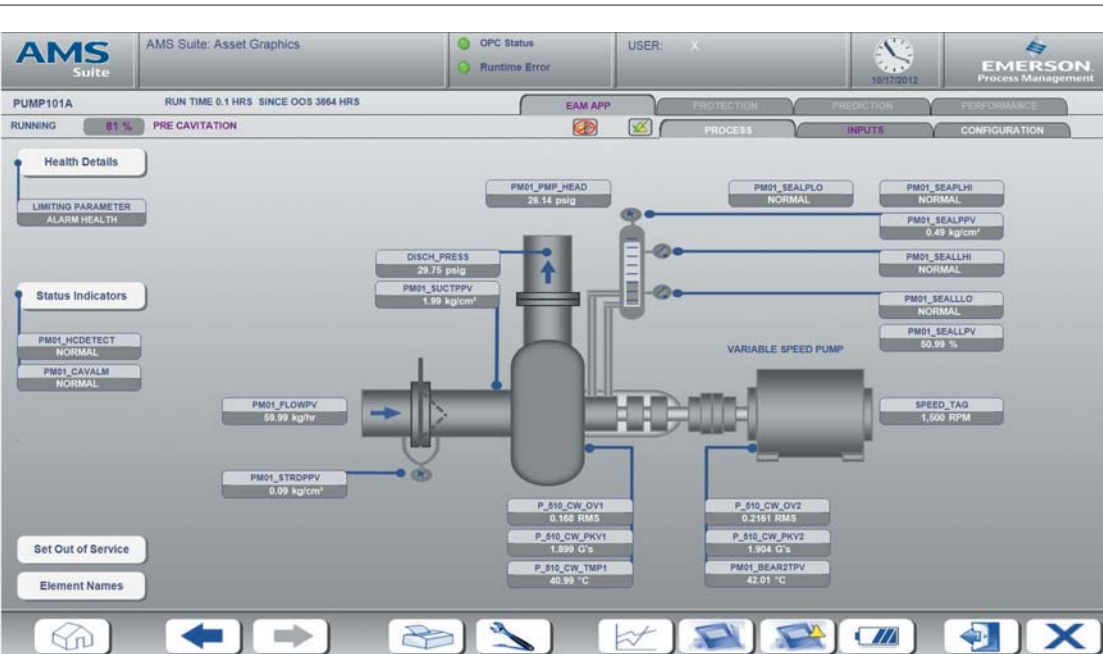 AMS
Suite
AMS Suite: Asset Graphics
OPC Status
Runtime Error
USER: X
10/17/2012
EMERSON
Process Management
PUMP101A
RUN TIME 0.1 HRS SINCE OOS 3864 HRS
EAM APP
PROTECTION
PREDICTION
PERFORMANCE
RUNNING
81 %
PRE CAVITATION
PROCESS
INPUTS
CONFIGURATION
Health Details
LIMITING PARAMETER
ALARM HEALTH
Status Indicators
PM01_HCDETECT
NORMAL
PM01_CAVALM
NORMAL
PM01_PMP_HEAD
28.14 psig
DISCH_PRESS
29.75 psig
PM01_SUCTPPV
1.99 kg/cm²
PM01_FLOWPV
59.99 kg/hr
PM01_STRDPPV
0.09 kg/cm²
PM01_SEALPLO
NORMAL
PM01_SEAPLHI
NORMAL
PM01_SEALPPV
0.49 kg/cm²
PM01_SEALLHI
NORMAL
PM01_SEALLLO
NORMAL
PM01_SEALLPV
50.99 %
VARIABLE SPEED PUMP
SPEED_TAG
1,500 RPM
P_510_CW_OV1
0.168 RMS
P_510_CW_PKV1
1.899 G's
P_510_CW_TMP1
40.99 °C
P_510_CW_OV2
0.2161 RMS
P_510_CW_PKV2
1.904 G's
PM01_BEAR2TPV
42.01 °C
Set Out of Service
Element Names